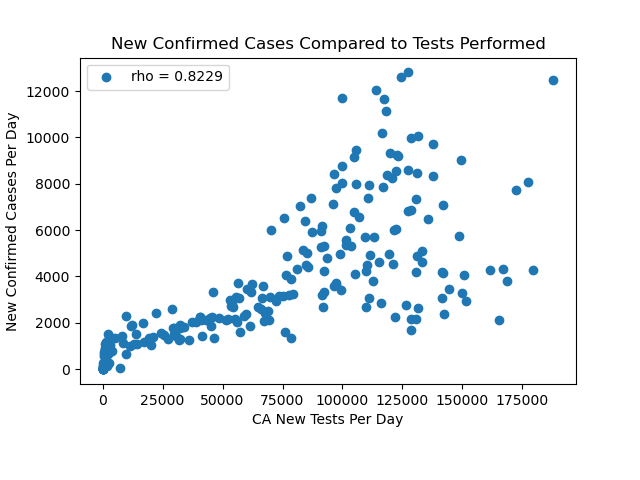 New Confirmed Cases Compared to Tests Performed
rho = 0.8229
New Confirmed Caeses Per Day
12000
10000
8000
6000
4000
2000
0
0 25000 50000 75000 100000 125000 150000 175000
CA New Tests Per Day